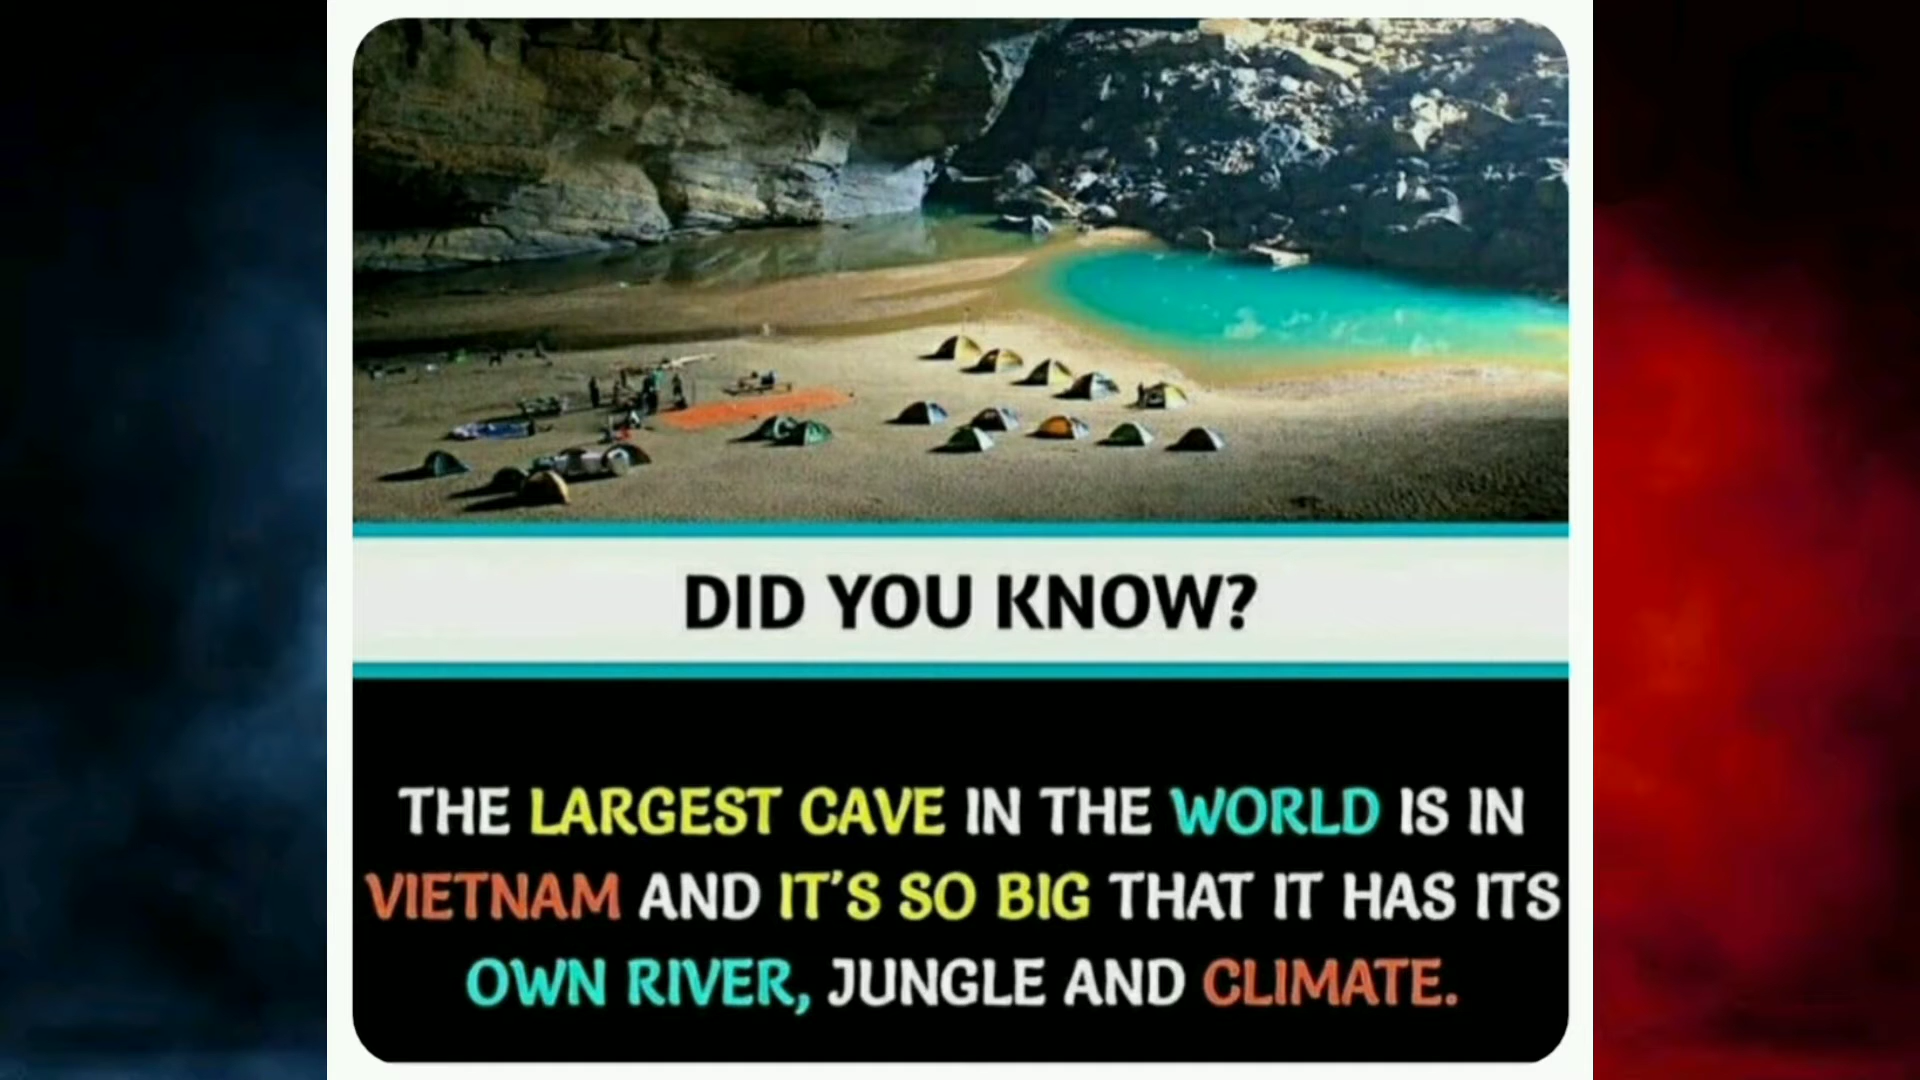 DID YOU KNOW?
THE LARGEST CAVE IN THE WORLD IS IN
VIETNAM AND IT'S SO BIG THAT IT HAS ITS
OWN RIVER, JUNGLE AND CLIMATE.